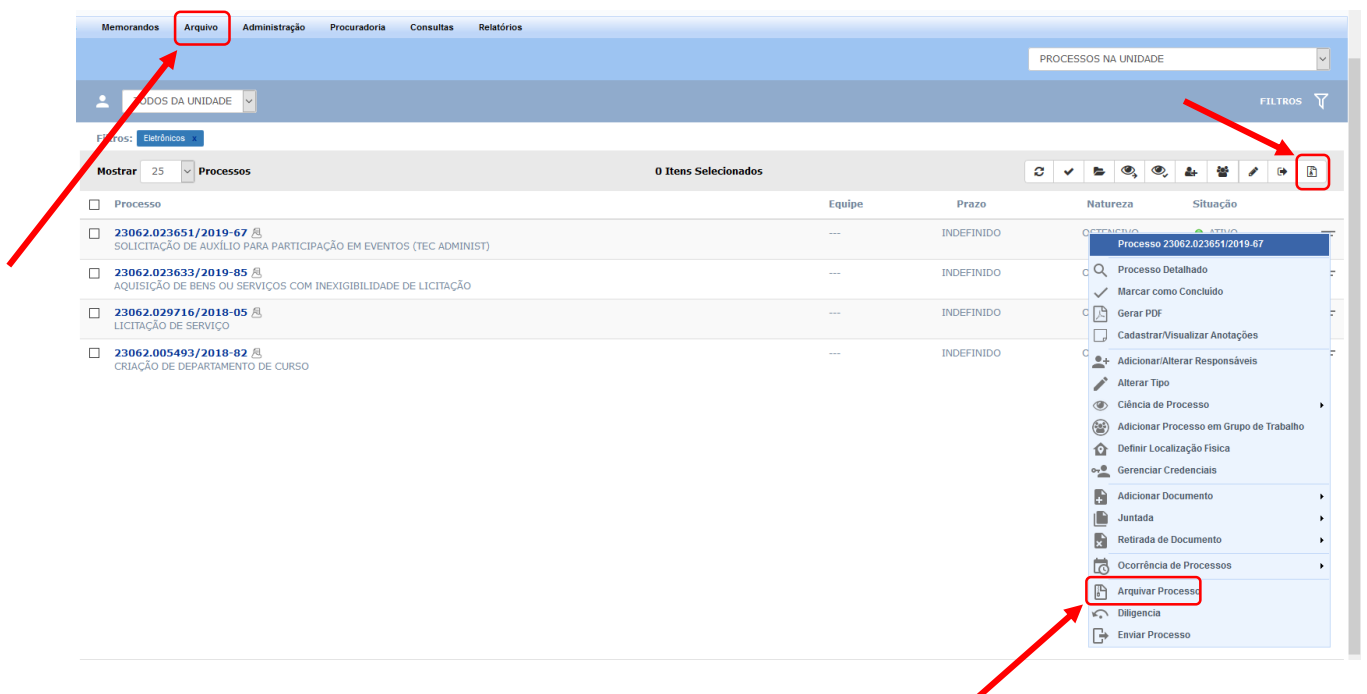 Memorandos Arquivo Administração Procuradoria Consultas Relatórios
PROCESSOS NA UNIDADE
TODOS DA UNIDADE
FILTROS
Filtros: Eletrônicos x
Mostrar 25 Processos 0 Itens Selecionados
Processo Equipe Prazo Natureza Situação
23062.023651/2019-67 --- INDEFINIDO OSTENSIVO ATIVO
SOLICITAÇÃO DE AUXÍLIO PARA PARTICIPAÇÃO EM EVENTOS (TEC ADMINIST)
23062.023633/2019-85 --- INDEFINIDO O
AQUISIÇÃO DE BENS OU SERVIÇOS COM INEXIGIBILIDADE DE LICITAÇÃO
23062.029716/2018-05 --- INDEFINIDO O
LICITAÇÃO DE SERVIÇO
23062.005493/2018-82 --- INDEFINIDO O
CRIAÇÃO DE DEPARTAMENTO DE CURSO
Processo 23062.023651/2019-67
Processo Detalhado
Marcar como Concluído
Gerar PDF
Cadastrar/Visualizar Anotações
Adicionar/Alterar Responsáveis
Alterar Tipo
Ciência de Processo
Adicionar Processo em Grupo de Trabalho
Definir Localização Física
Gerenciar Credenciais
Adicionar Documento
Juntada
Retirada de Documento
Ocorrência de Processos
Arquivar Processo
Diligencia
Enviar Processo